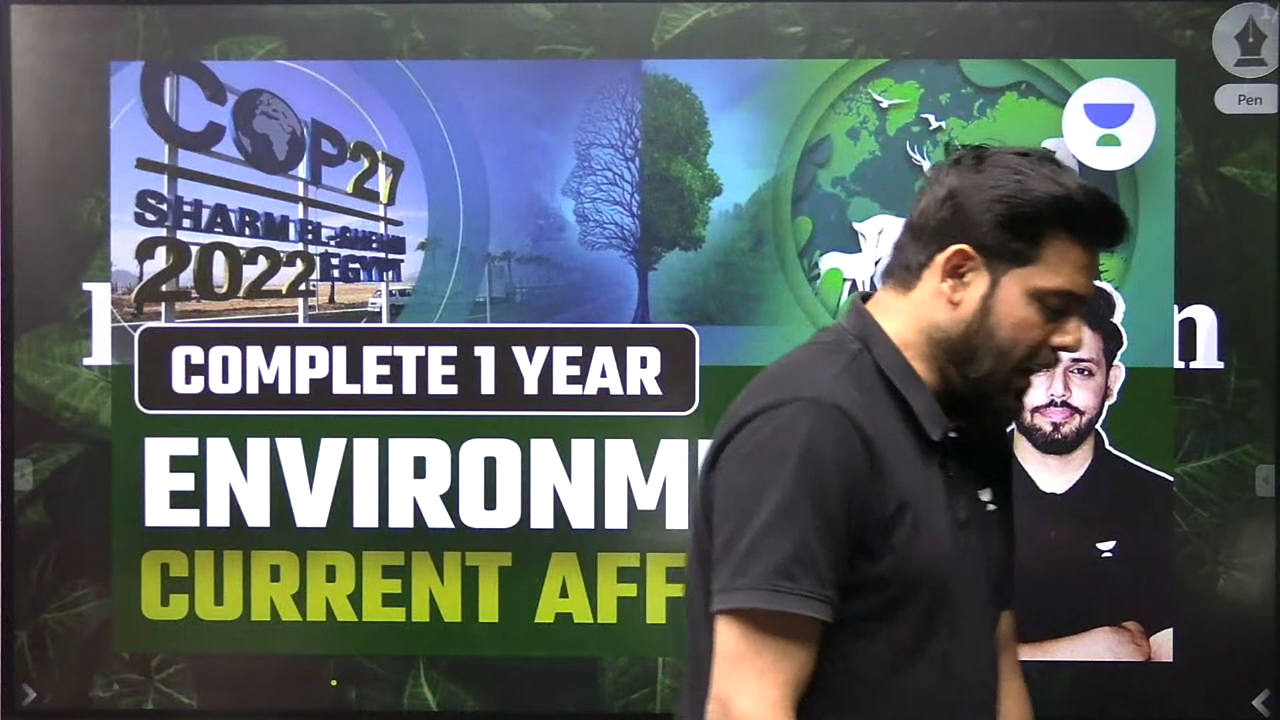 COP27
SHARM EL-SHEIKH
2022 EGYPT
Pen
COMPLETE 1 YEAR
ENVIRONM
CURRENT AFF
n